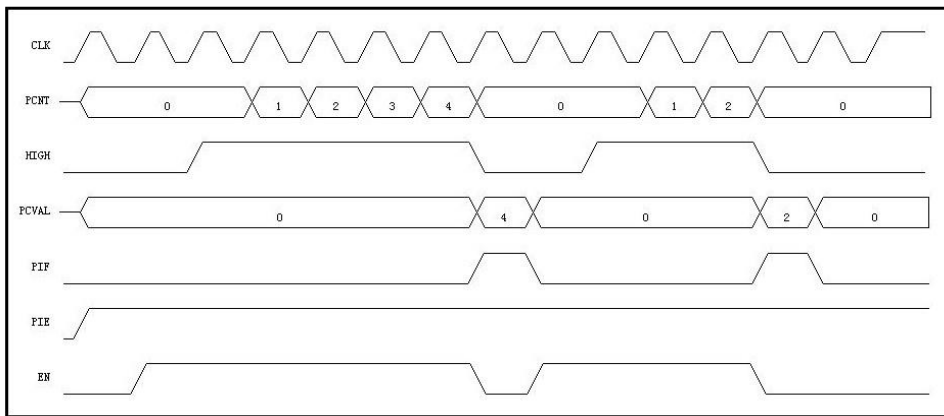 CLK
PCNT 0 1 2 3 4 0 1 2 0
HIGH
PCVAL 0 4 0 2 0
PIF
PIE
EN